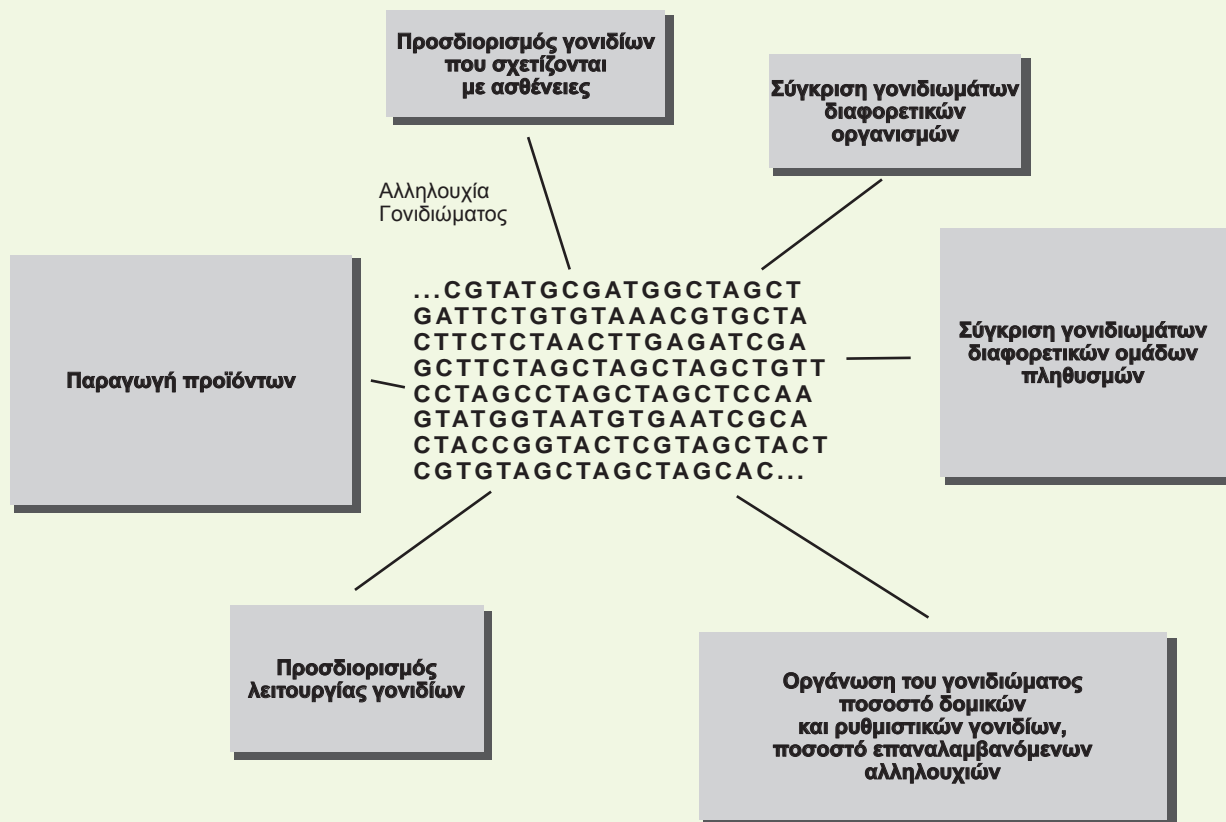 Προσδιορισμός γονιδίων
που σχετίζονται
με ασθένειες
Σύγκριση γονιδιωμάτων
διαφορετικών
οργανισμών
Αλληλουχία
Γονιδιώματος
...CGTATGCGATGGCTAGCT
GATTCTGTGTAAACGTGCTA
CTTCTCTAACTTGAGATCGA
GCTTCTAGCTAGCTAGCTGTT
CCTAGCCTAGCTAGCTCCAA
GTATGGTAATGTGAATCGCA
CTACCGGTACTCGTAGCTACT
CGTGTAGCTAGCTAGCAC...
Παραγωγή προϊόντων
Σύγκριση γονιδιωμάτων
διαφορετικών ομάδων
πληθυσμών
Προσδιορισμός
λειτουργίας γονιδίων
Οργάνωση του γονιδιώματος
ποσοστό δομικών
και ρυθμιστικών γονιδίων,
ποσοστό επαναλαμβανόμενων
αλληλουχιών